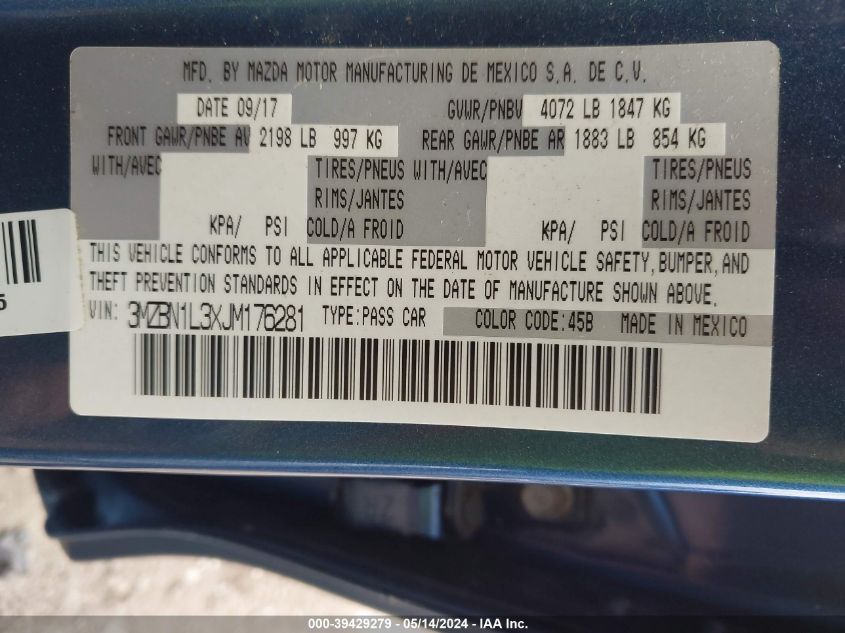 MFD. BY MAZDA MOTOR MANUFACTURING DE MEXICO S.A. DE C.V.
DATE 09/17 GVWR/PNBV 4072 LB 1847 KG
FRONT GAWR/PNBE AV 2198 LB 997 KG REAR GAWR/PNBE AR 1883 LB 854 KG
WITH/AVEC TIRES/PNEUS WITH/AVEC TIRES/PNEUS
RIMS/JANTES RIMS/JANTES
KPA/ PSI COLD/A FROID KPA/ PSI COLD/A FROID
THIS VEHICLE CONFORMS TO ALL APPLICABLE FEDERAL MOTOR VEHICLE SAFETY, BUMPER, AND
THEFT PREVENTION STANDARDS IN EFFECT ON THE DATE OF MANUFACTURE SHOWN ABOVE.
VIN: 3MZBN1L3XJM176281 TYPE:PASS CAR COLOR CODE:45B MADE IN MEXICO
5
000-39429279 - 05/14/2024 - IAA Inc.